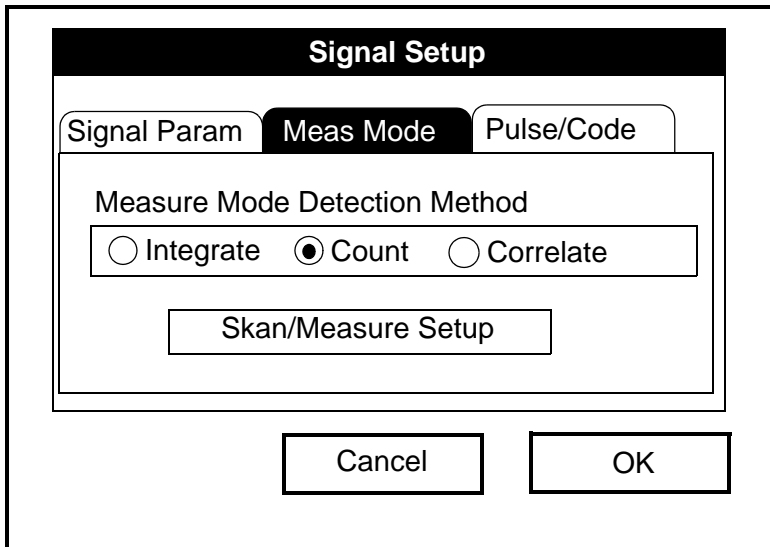 Signal Setup
Signal Param Meas Mode Pulse/Code
Measure Mode Detection Method
Integrate Count Correlate
Skan/Measure Setup
Cancel OK